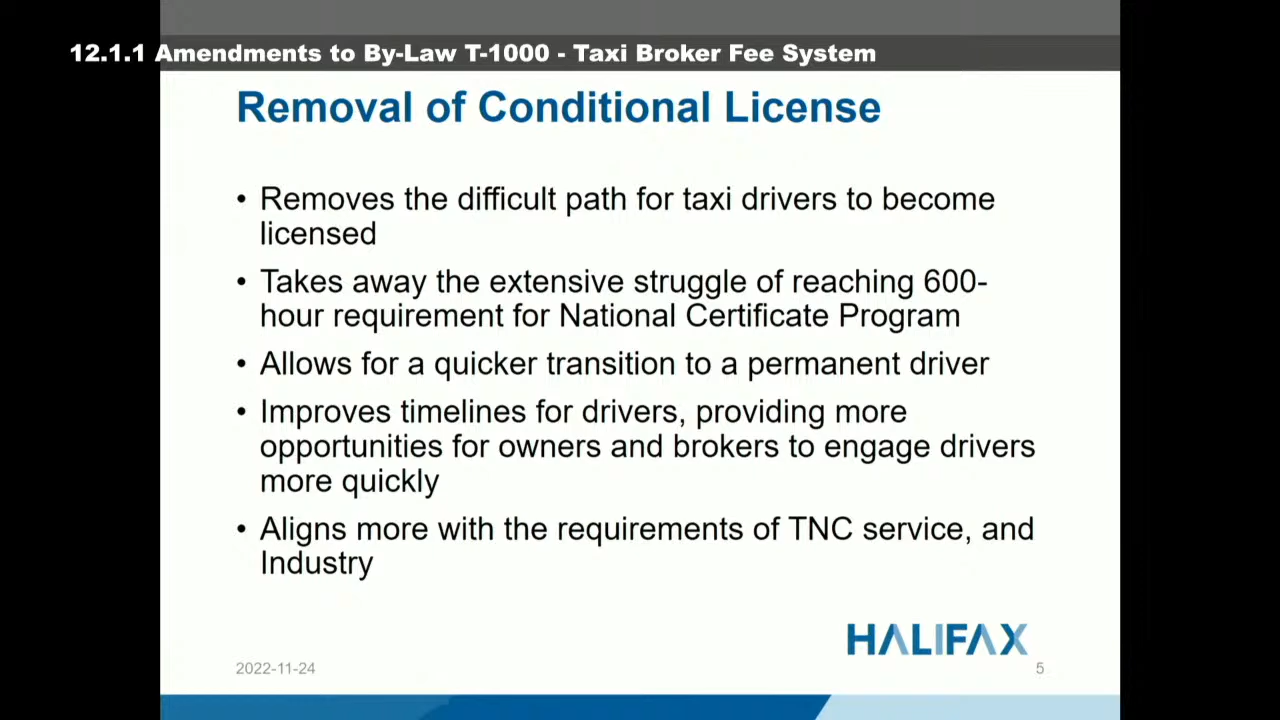 12.1.1 Amendments to By-Law T-1000 - Taxi Broker Fee System
Removal of Conditional License
• Removes the difficult path for taxi drivers to become
licensed
• Takes away the extensive struggle of reaching 600-
hour requirement for National Certificate Program
• Allows for a quicker transition to a permanent driver
• Improves timelines for drivers, providing more
opportunities for owners and brokers to engage drivers
more quickly
• Aligns more with the requirements of TNC service, and
Industry
HALIFAX
2022-11-24
5